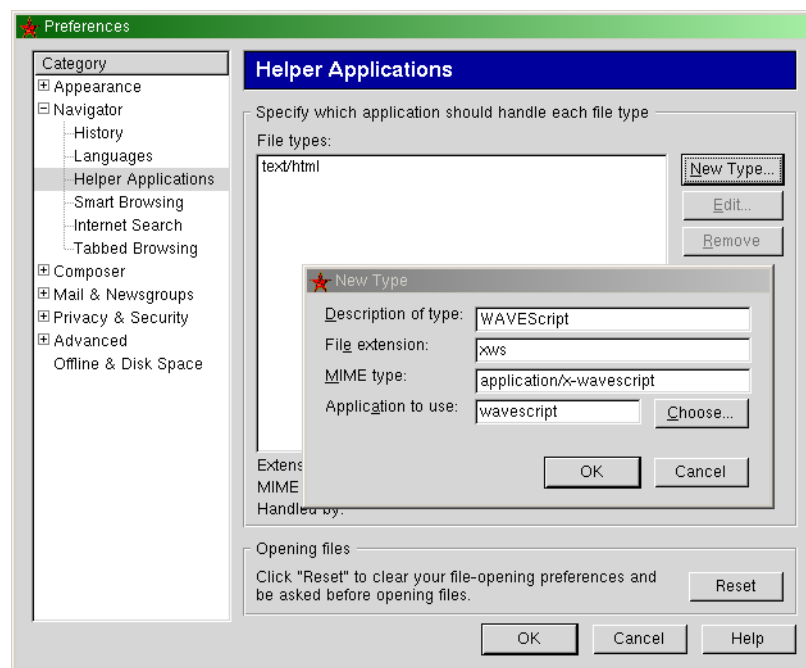 Preferences
Category
Appearance
Navigator
History
Languages
Helper Applications
Smart Browsing
Internet Search
Tabbed Browsing
Composer
Mail & Newsgroups
Privacy & Security
Advanced
Offline & Disk Space
Helper Applications
Specify which application should handle each file type
File types:
text/html
New Type...
Edit...
Remove
New Type
Description of type: WAVEScript
File extension: xws
MIME type: application/x-wavescript
Application to use: wavescript Choose...
OK Cancel
Extens
MIME
Handled by:
Opening files
Click "Reset" to clear your file-opening preferences and
be asked before opening files.
Reset
OK Cancel Help